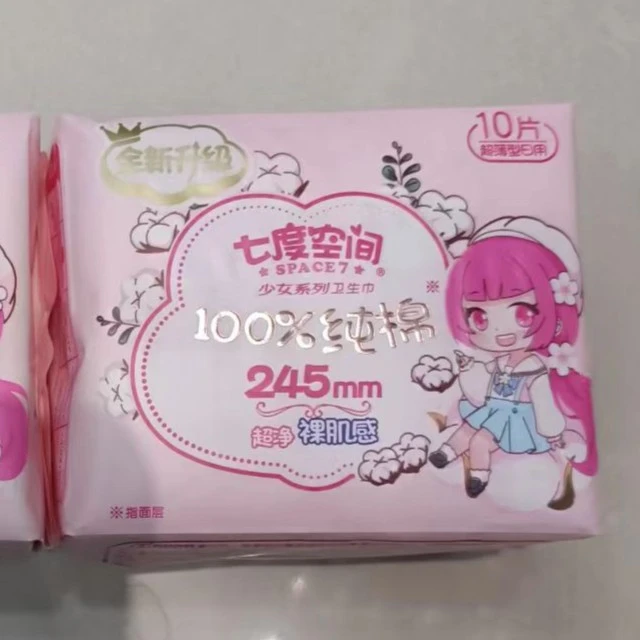 全新升级
10片
超薄型日用
七度空间
SPACE7 ®
少女系列卫生巾
100%纯棉※
245mm
超净 裸肌感
※指面层